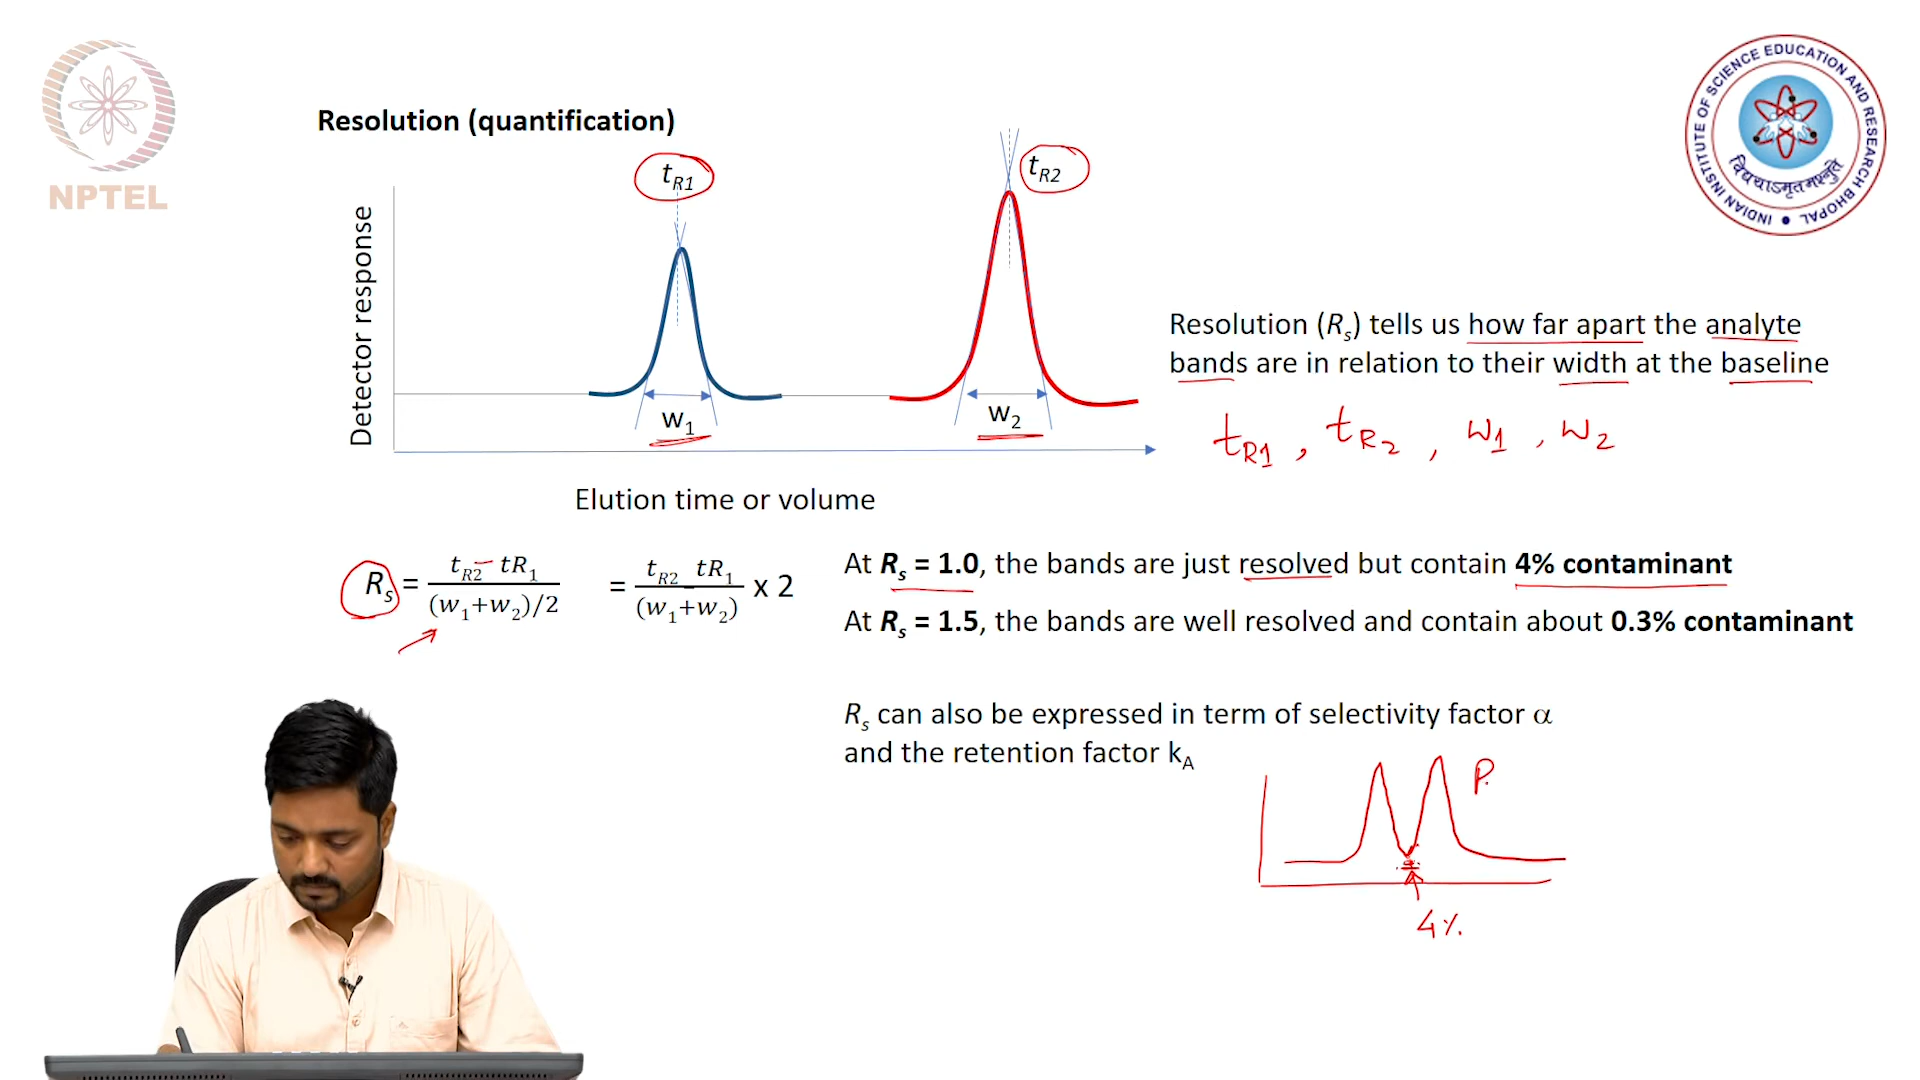 NPTEL
INDIAN INSTITUTE OF SCIENCE EDUCATION AND RESEARCH BHOPAL
विद्ययाऽमृतमश्नुते
Resolution (quantification)
tR1
tR2
Detector response
w1
w2
Elution time or volume
Resolution (Rs) tells us how far apart the analyte
bands are in relation to their width at the baseline
tR1 , tR2 , w1 , w2
Rs = tR2 - tR1 / (w1+w2)/2 = tR2 tR1 / (w1+w2) x 2
At Rs = 1.0, the bands are just resolved but contain 4% contaminant
At Rs = 1.5, the bands are well resolved and contain about 0.3% contaminant
Rs can also be expressed in term of selectivity factor α
and the retention factor kA
P.
4%.